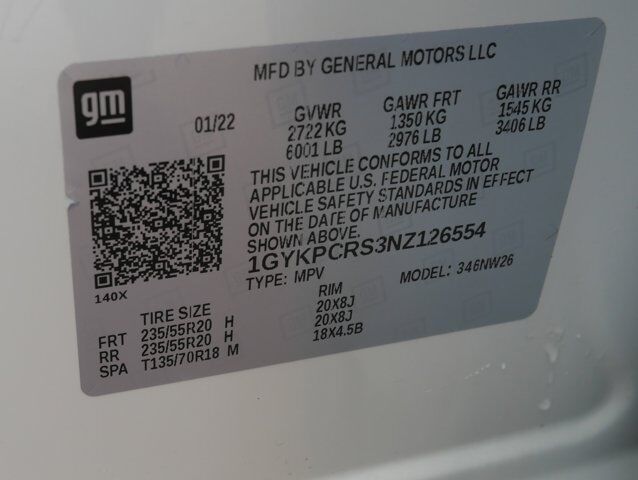 gm
MFD BY GENERAL MOTORS LLC
01/22
GVWR
2722 KG
6001 LB
GAWR FRT
1350 KG
2976 LB
GAWR RR
1545 KG
3406 LB
THIS VEHICLE CONFORMS TO ALL
APPLICABLE U.S. FEDERAL MOTOR
VEHICLE SAFETY STANDARDS IN EFFECT
ON THE DATE OF MANUFACTURE
SHOWN ABOVE.
1GYKPCRS3NZ126554
TYPE: MPV MODEL: 346NW26
140X
TIRE SIZE RIM
FRT 235/55R20 H 20X8J
RR 235/55R20 H 20X8J
SPA T135/70R18 M 18X4.5B